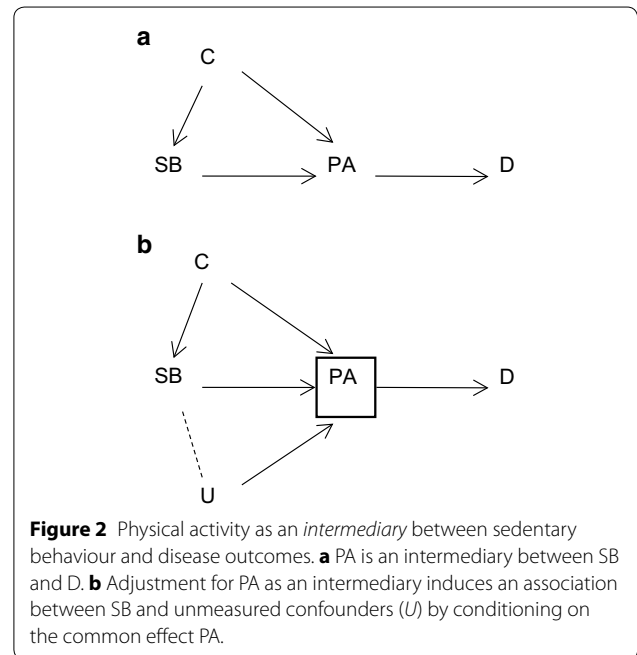 a
C
SB PA D
b
C
SB PA D
U
Figure 2 Physical activity as an intermediary between sedentary
behaviour and disease outcomes. a PA is an intermediary between SB
and D. b Adjustment for PA as an intermediary induces an association
between SB and unmeasured confounders (U) by conditioning on
the common effect PA.